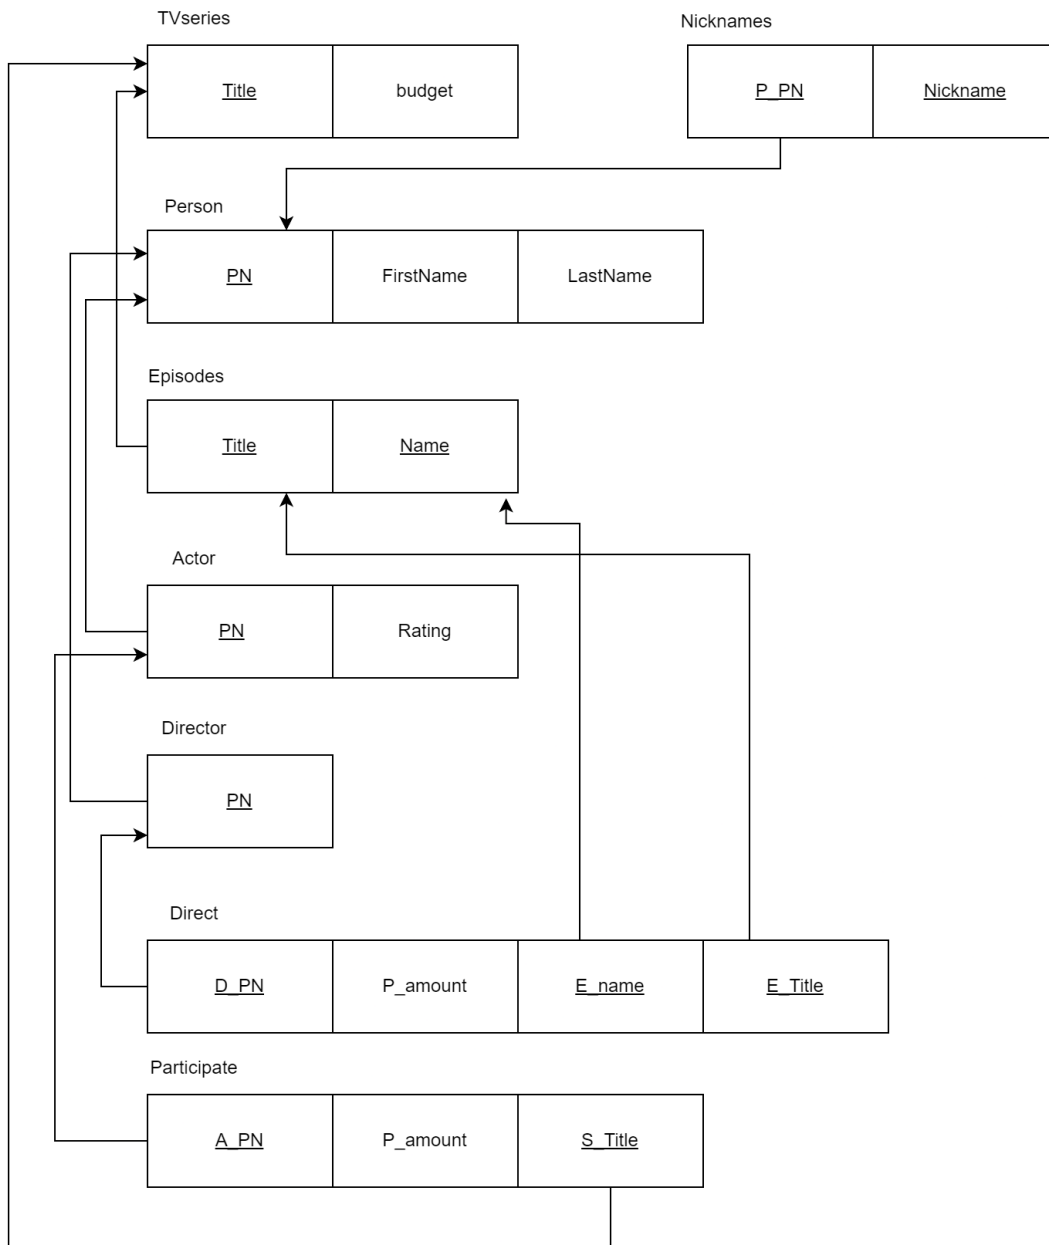 TVseries
Nicknames
Title budget
P_PN Nickname
Person
PN FirstName LastName
Episodes
Title Name
Actor
PN Rating
Director
PN
Direct
D_PN P_amount E_name E_Title
Participate
A_PN P_amount S_Title